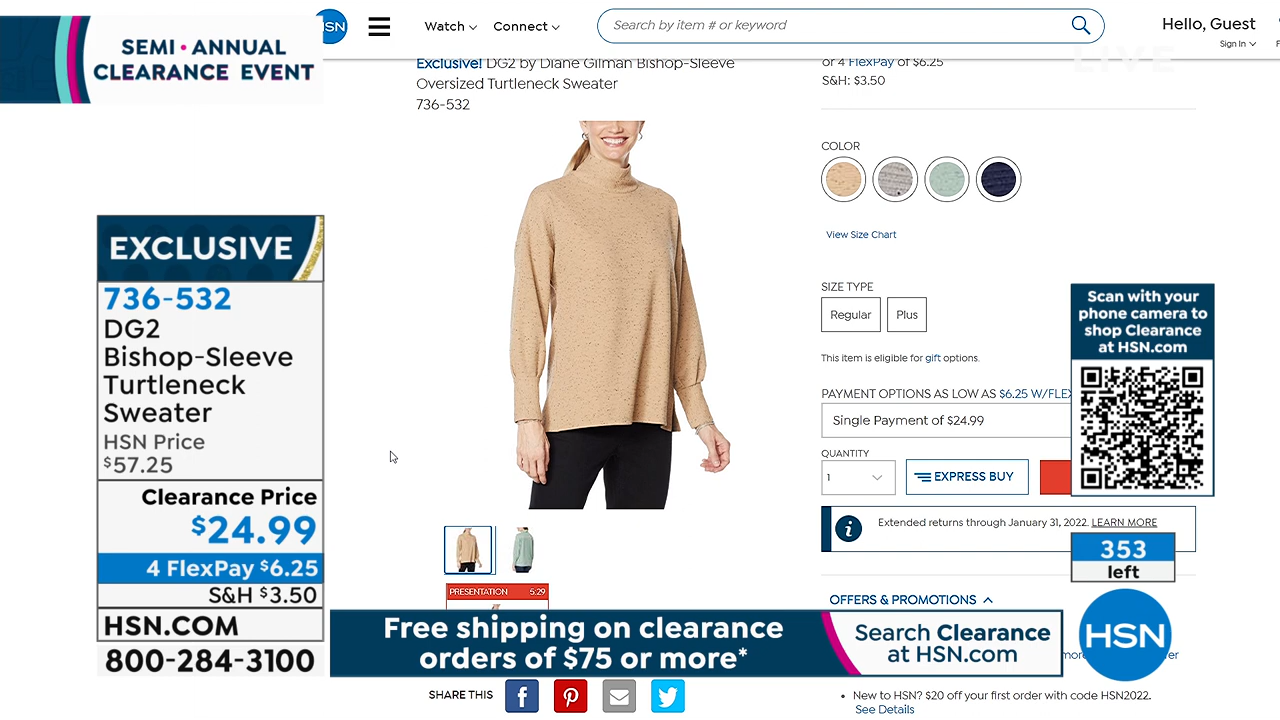 SEMI • ANNUAL
CLEARANCE EVENT
HSN
Watch
Connect
Search by item # or keyword
Hello, Guest
Sign In
LIVE
Exclusive! DG2 by Diane Gilman Bishop-Sleeve
Oversized Turtleneck Sweater
736-532
or 4 FlexPay of $6.25
S&H: $3.50
COLOR
View Size Chart
SIZE TYPE
Regular
Plus
This item is eligible for gift options.
PAYMENT OPTIONS AS LOW AS $6.25 W/FLEX
Single Payment of $24.99
QUANTITY
1
EXPRESS BUY
Extended returns through January 31, 2022. LEARN MORE
OFFERS & PROMOTIONS
EXCLUSIVE
736-532
DG2
Bishop-Sleeve
Turtleneck
Sweater
HSN Price
$57.25
Clearance Price
$24.99
4 FlexPay $6.25
S&H $3.50
HSN.COM
800-284-3100
Scan with your
phone camera to
shop Clearance
at HSN.com
353
left
PRESENTATION 5:29
Free shipping on clearance
orders of $75 or more*
Search Clearance
at HSN.com
HSN
SHARE THIS
• New to HSN? $20 off your first order with code HSN2022.
See Details